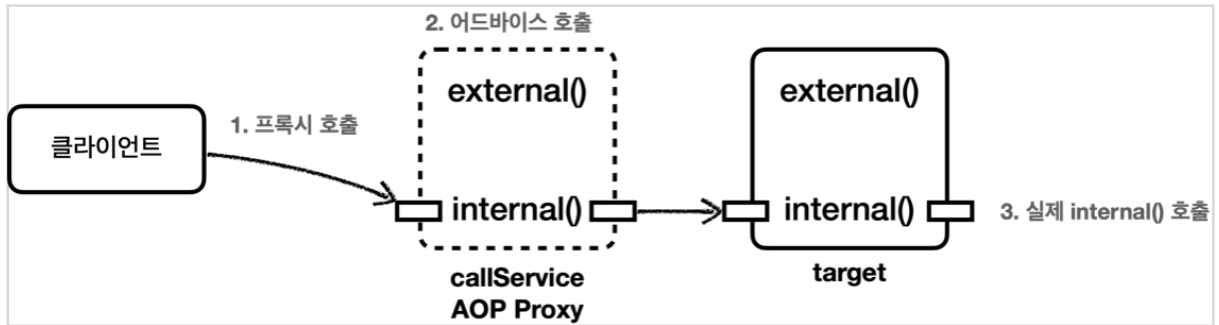 2. 어드바이스 호출
external()
external()
1. 프록시 호출
클라이언트
internal()
internal()
3. 실제 internal() 호출
callService
AOP Proxy
target